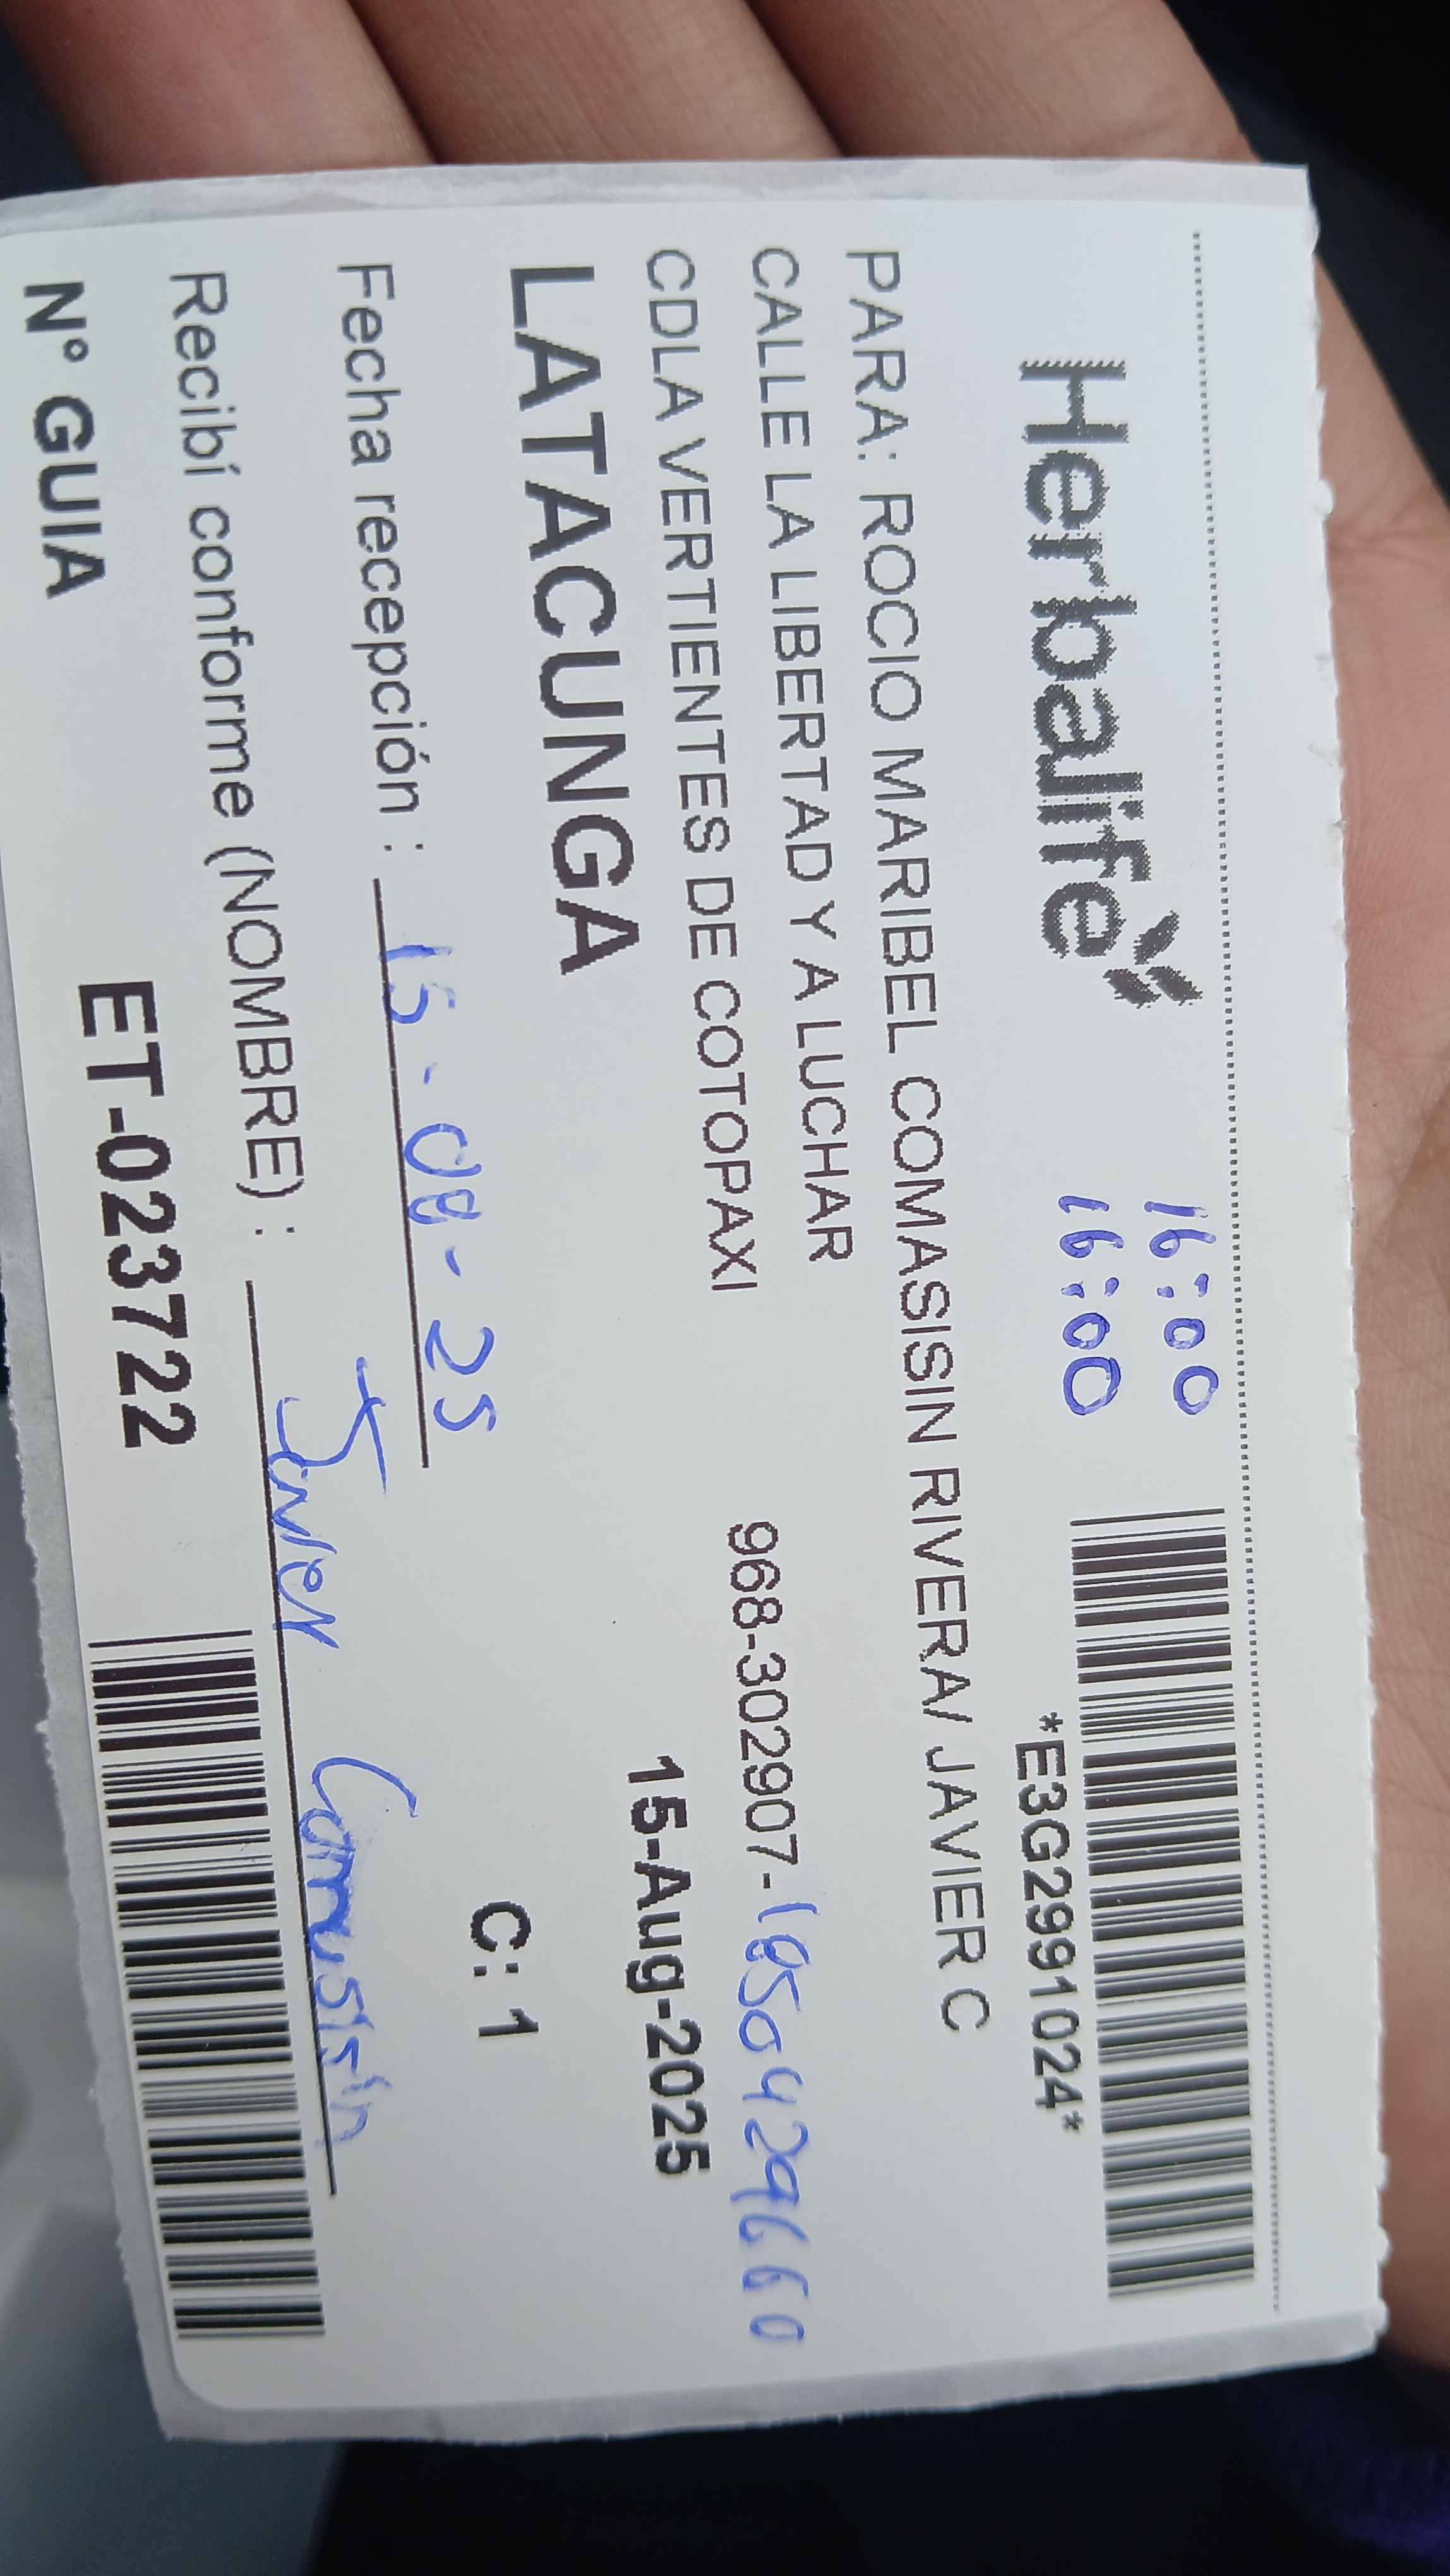 Herbalife
16:00
16:00
*E3G2991024*
PARA: ROCIO MARIBEL COMASISIN RIVERA/ JAVIER C
CALLE LA LIBERTAD Y A LUCHAR
CDLA VERTIENTES DE COTOPAXI
968-302907- 1850429660
LATACUNGA
15-Aug-2025
Fecha recepción : 15-08-25
C: 1
Recibí conforme (NOMBRE) : Javier Comasisin
N° GUIA ET-023722